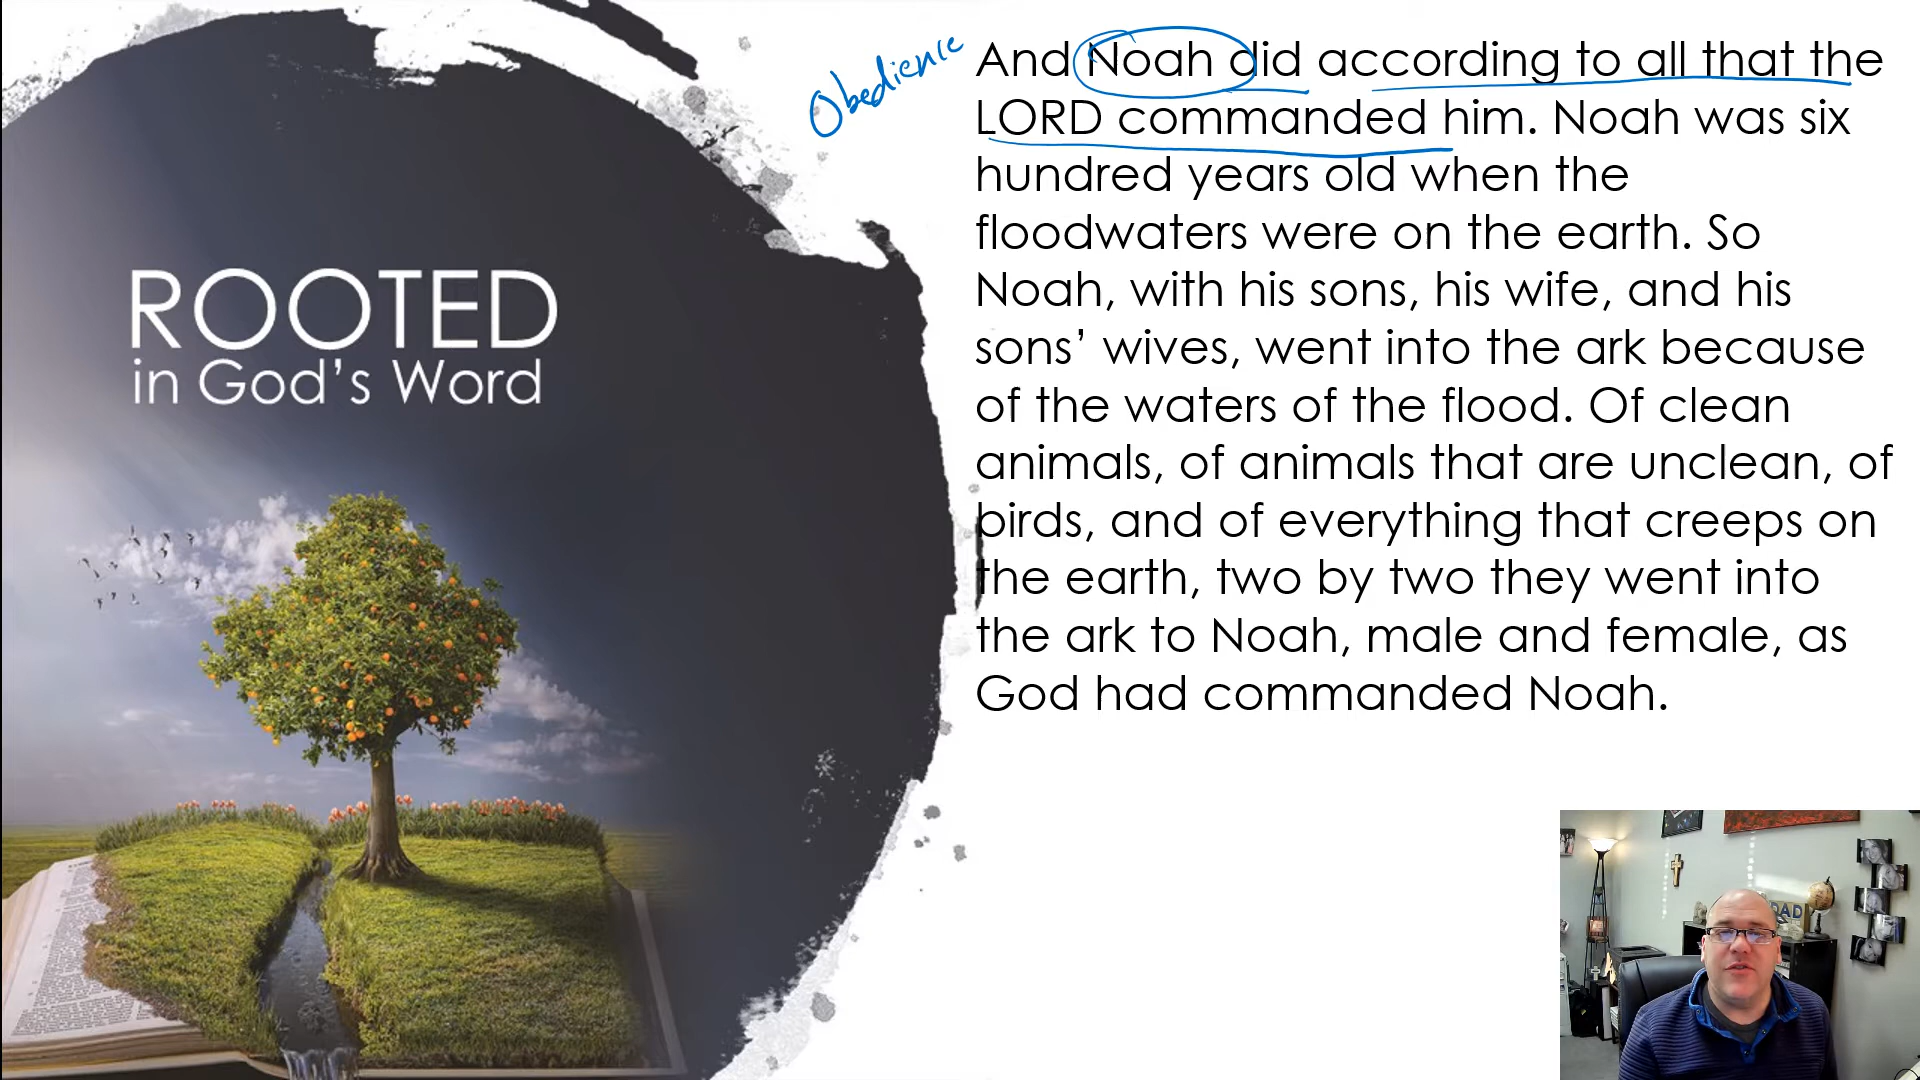 ROOTED
in God's Word
Obedience
And Noah did according to all that the
LORD commanded him. Noah was six
hundred years old when the
floodwaters were on the earth. So
Noah, with his sons, his wife, and his
sons’ wives, went into the ark because
of the waters of the flood. Of clean
animals, of animals that are unclean, of
birds, and of everything that creeps on
the earth, two by two they went into
the ark to Noah, male and female, as
God had commanded Noah.
DAD